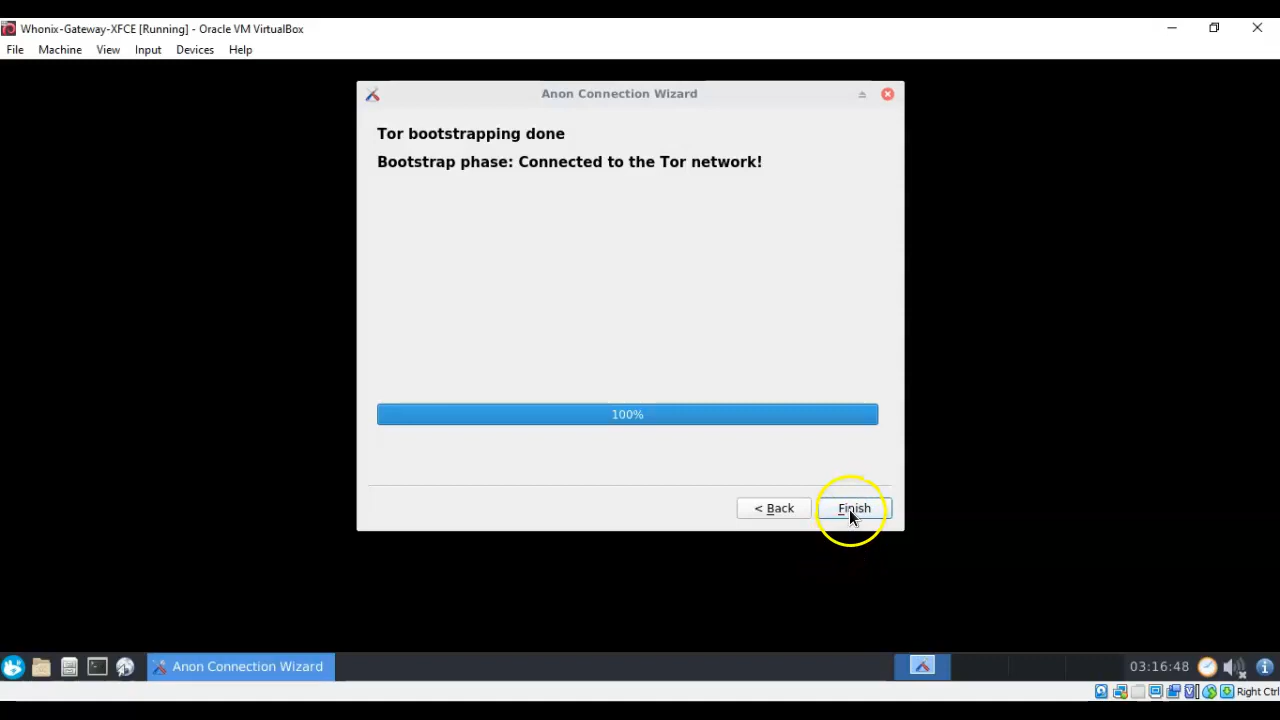 Whonix-Gateway-XFCE [Running] - Oracle VM VirtualBox
File Machine View Input Devices Help
Anon Connection Wizard
Tor bootstrapping done
Bootstrap phase: Connected to the Tor network!
100%
< Back Finish
Anon Connection Wizard 03:16:48
Right Ctrl